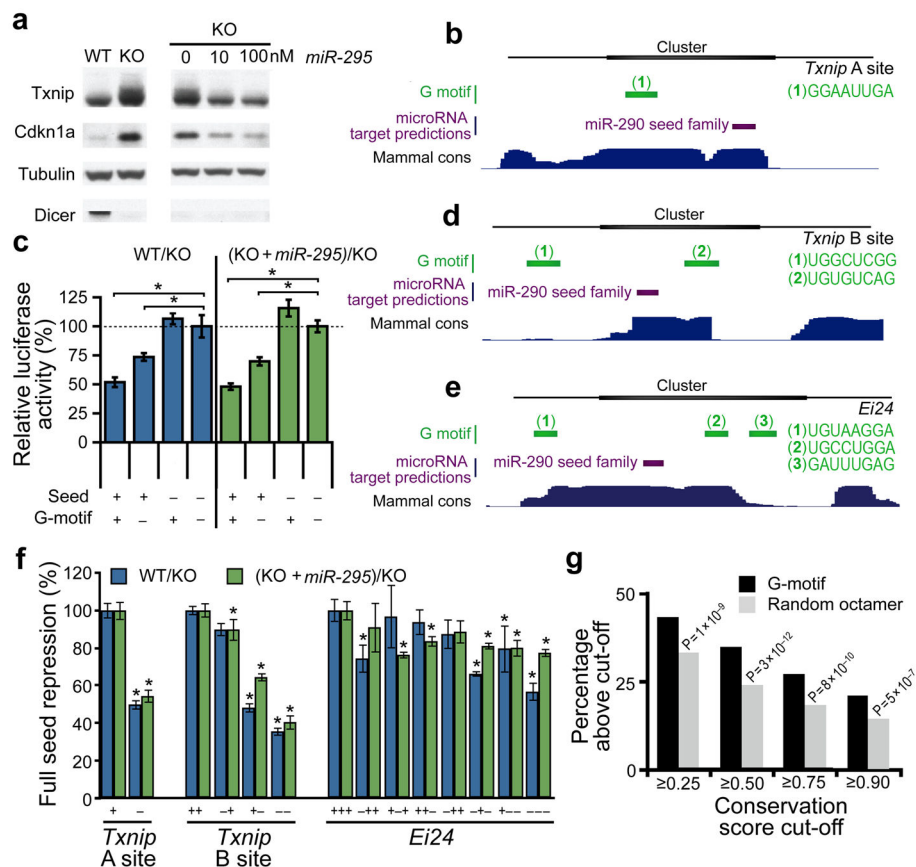 a
KO
WT KO 0 10 100nM miR-295
Txnip
Cdkn1a
Tubulin
Dicer
b
Cluster
Txnip A site
G motif
(1)
(1)GGAAUUGA
microRNA
target predictions
miR-290 seed family
Mammal cons
c
WT/KO (KO + miR-295)/KO
* *
* *
Relative luciferase
activity (%)
125
100
75
50
25
0
Seed + + – – + + – –
G-motif + – + – + – + –
d
Cluster
Txnip B site
G motif
(1) (2)
(1)UGGCUCGG
(2)UGUGUCAG
microRNA
target predictions
miR-290 seed family
Mammal cons
e
Cluster
Ei24
G motif
(1) (2) (3)
(1)UGUAAGGA
(2)UGCCUGGA
(3)GAUUUGAG
microRNA
target predictions
miR-290 seed family
Mammal cons
f
WT/KO (KO + miR-295)/KO
Full seed repression (%)
120
100
80
60
40
20
0
* * * * * * * * * * * * * * * *
+ – ++ –+ +– –– +++ –++ +–+ ++– –++ –+– +–– –––
Txnip
A site
Txnip
B site
Ei24
g
G-motif
Random octamer
Percentage
above cut-off
50
25
0
P=1×10⁻⁹
P=3×10⁻¹²
P=8×10⁻¹⁰
P=5×10⁻⁷
≥0.25 ≥0.50 ≥0.75 ≥0.90
Conservation
score cut-off